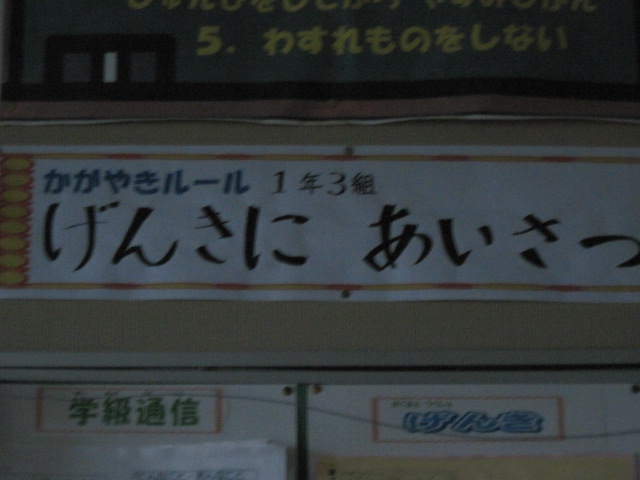 5. わすれものをしない
かがやきルール 1年3組
げんきに あいさつ
学級通信
げんき